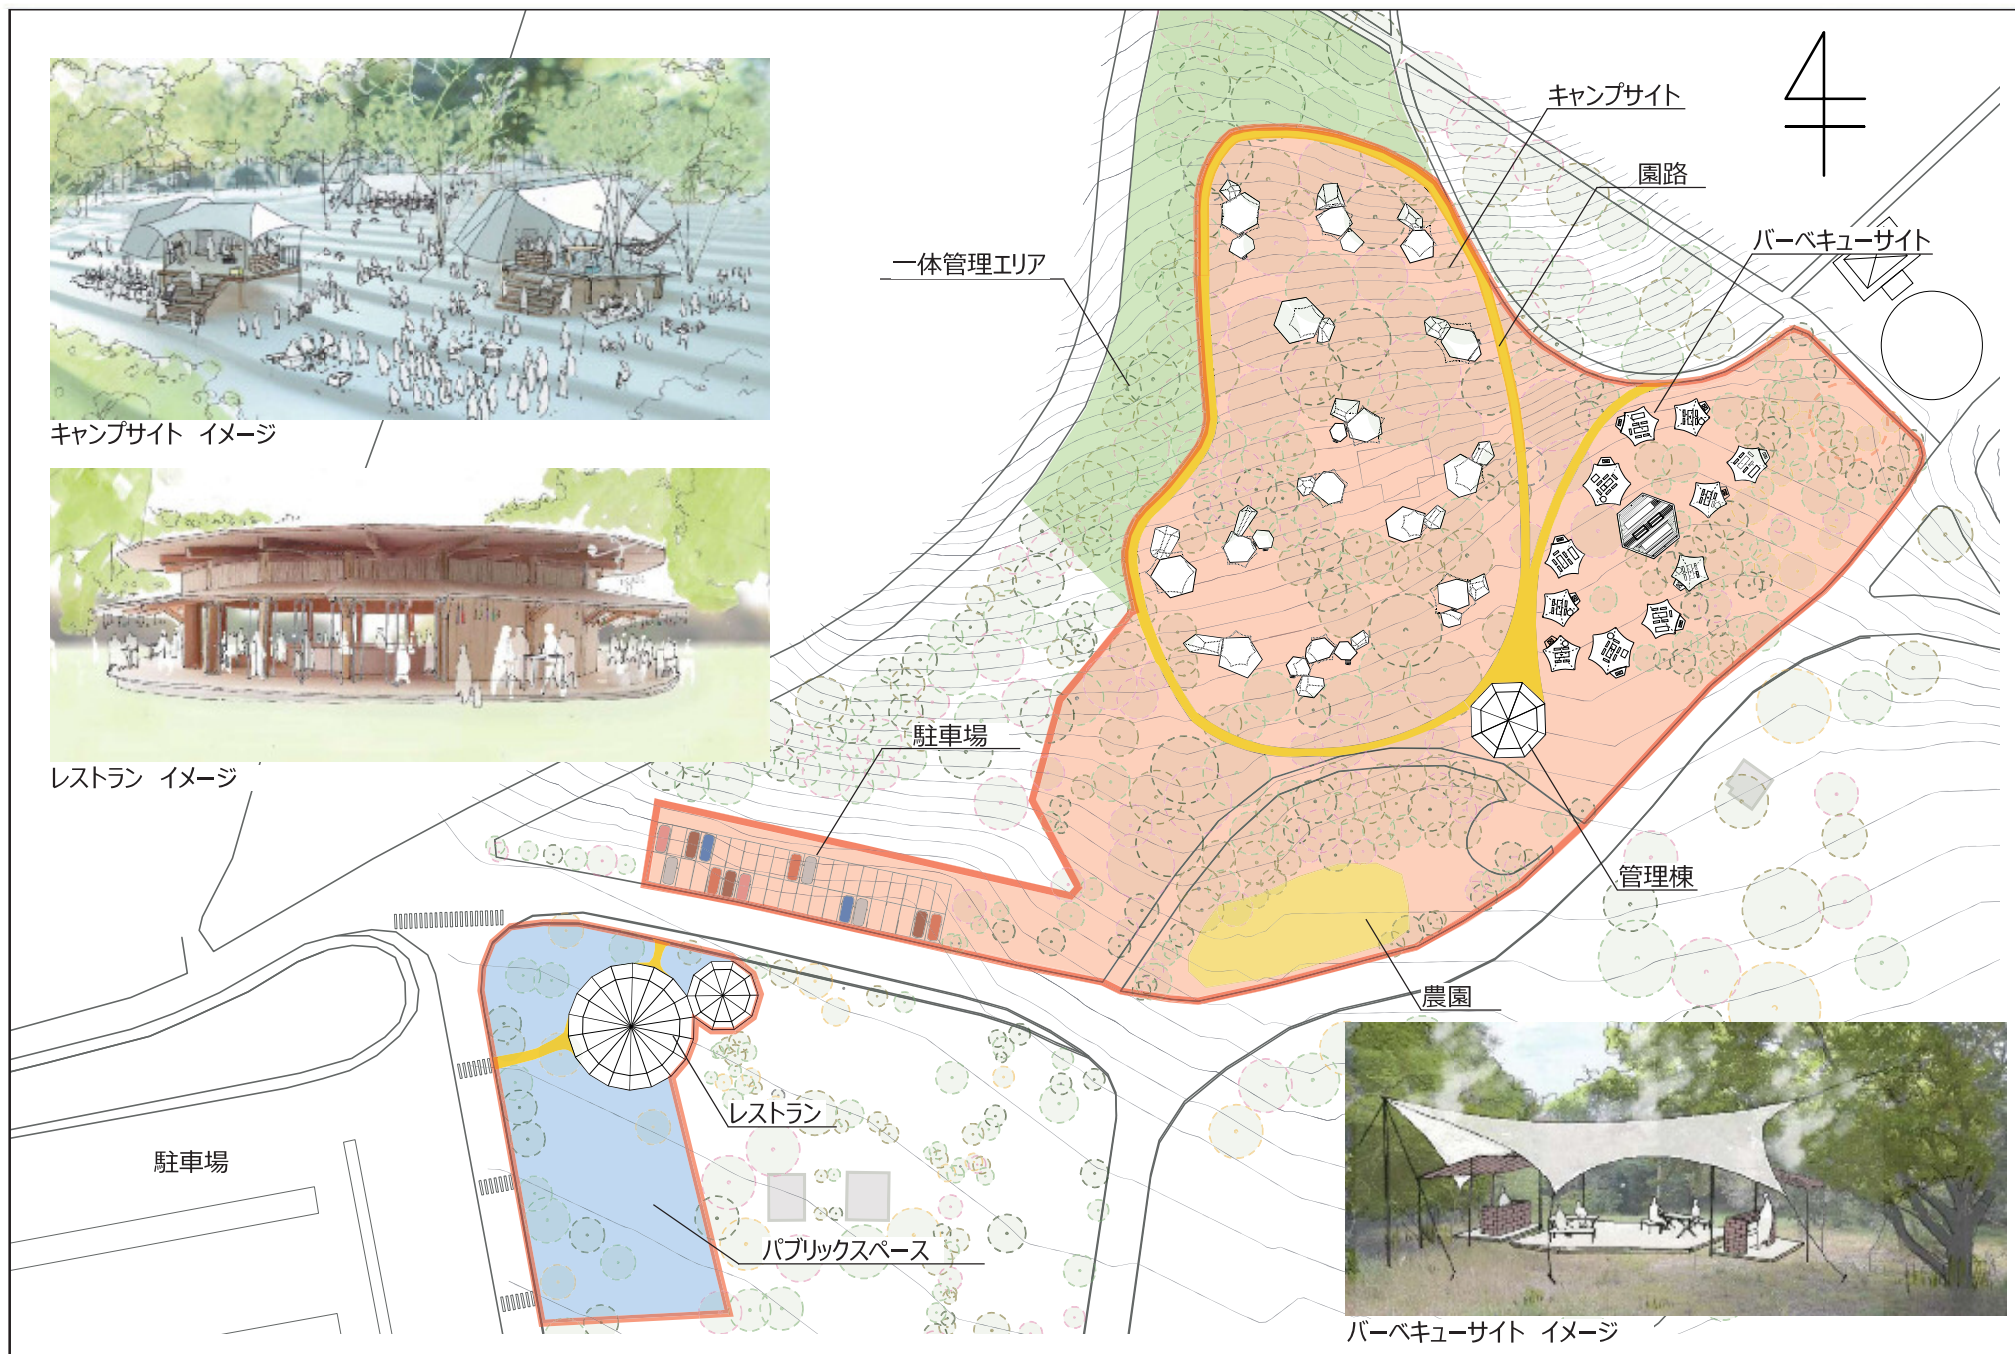 キャンプサイト
園路
バーベキューサイト
一体管理エリア
キャンプサイト イメージ
レストラン イメージ
駐車場
管理棟
農園
レストラン
駐車場
パブリックスペース
バーベキューサイト イメージ